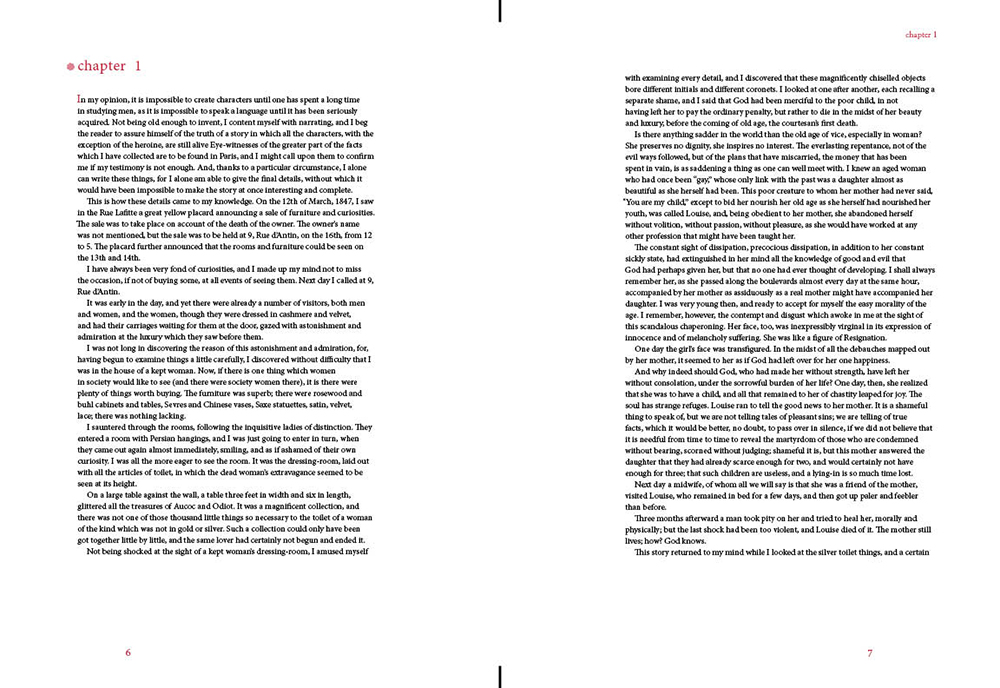 chapter 1
In my opinion, it is impossible to create characters until one has spent a long time
in studying men, as it is impossible to speak a language until it has been seriously
acquired. Not being old enough to invent, I content myself with narrating, and I beg
the reader to assure himself of the truth of a story in which all the characters, with the
exception of the heroine, are still alive Eye-witnesses of the greater part of the facts
which I have collected are to be found in Paris, and I might call upon them to confirm
me if my testimony is not enough. And, thanks to a particular circumstance, I alone
can write these things, for I alone am able to give the final details, without which it
would have been impossible to make the story at once interesting and complete.
This is how these details came to my knowledge. On the 12th of March, 1847, I saw
in the Rue Lafitte a great yellow placard announcing a sale of furniture and curiosities.
The sale was to take place on account of the death of the owner. The owner's name
was not mentioned, but the sale was to be held at 9, Rue d'Antin, on the 16th, from 12
to 5. The placard further announced that the rooms and furniture could be seen on
the 13th and 14th.
I have always been very fond of curiosities, and I made up my mind not to miss
the occasion, if not of buying some, at all events of seeing them. Next day I called at 9,
Rue d'Antin.
It was early in the day, and yet there were already a number of visitors, both men
and women, and the women, though they were dressed in cashmere and velvet,
and had their carriages waiting for them at the door, gazed with astonishment and
admiration at the luxury which they saw before them.
I was not long in discovering the reason of this astonishment and admiration, for,
having begun to examine things a little carefully, I discovered without difficulty that I
was in the house of a kept woman. Now, if there is one thing which women
in society would like to see (and there were society women there), it is there were
plenty of things worth buying. The furniture was superb; there were rosewood and
buhl cabinets and tables, Sevres and Chinese vases, Saxe statuettes, satin, velvet,
lace; there was nothing lacking.
I sauntered through the rooms, following the inquisitive ladies of distinction. They
entered a room with Persian hangings, and I was just going to enter in turn, when
they came out again almost immediately, smiling, and as if ashamed of their own
curiosity. I was all the more eager to see the room. It was the dressing-room, laid out
with all the articles of toilet, in which the dead woman's extravagance seemed to be
seen at its height.
On a large table against the wall, a table three feet in width and six in length,
glittered all the treasures of Aucoc and Odiot. It was a magnificent collection, and
there was not one of those thousand little things so necessary to the toilet of a woman
of the kind which was not in gold or silver. Such a collection could only have been
got together little by little, and the same lover had certainly not begun and ended it.
Not being shocked at the sight of a kept woman's dressing-room, I amused myself
6
chapter 1
with examining every detail, and I discovered that these magnificently chiselled objects
bore different initials and different coronets. I looked at one after another, each recalling a
separate shame, and I said that God had been merciful to the poor child, in not
having left her to pay the ordinary penalty, but rather to die in the midst of her beauty
and luxury, before the coming of old age, the courtesan's first death.
Is there anything sadder in the world than the old age of vice, especially in woman?
She preserves no dignity, she inspires no interest. The everlasting repentance, not of the
evil ways followed, but of the plans that have miscarried, the money that has been
spent in vain, is as saddening a thing as one can well meet with. I knew an aged woman
who had once been "gay," whose only link with the past was a daughter almost as
beautiful as she herself had been. This poor creature to whom her mother had never said,
"You are my child," except to bid her nourish her old age as she herself had nourished her
youth, was called Louise, and, being obedient to her mother, she abandoned herself
without volition, without passion, without pleasure, as she would have worked at any
other profession that might have been taught her.
The constant sight of dissipation, precocious dissipation, in addition to her constant
sickly state, had extinguished in her mind all the knowledge of good and evil that
God had perhaps given her, but that no one had ever thought of developing. I shall always
remember her, as she passed along the boulevards almost every day at the same hour,
accompanied by her mother as assiduously as a real mother might have accompanied her
daughter. I was very young then, and ready to accept for myself the easy morality of the
age. I remember, however, the contempt and disgust which awoke in me at the sight of
this scandalous chaperoning. Her face, too, was inexpressibly virginal in its expression of
innocence and of melancholy suffering. She was like a figure of Resignation.
One day the girl's face was transfigured. In the midst of all the debauches mapped out
by her mother, it seemed to her as if God had left over for her one happiness.
And why indeed should God, who had made her without strength, have left her
without consolation, under the sorrowful burden of her life? One day, then, she realized
that she was to have a child, and all that remained to her of chastity leaped for joy. The
soul has strange refuges. Louise ran to tell the good news to her mother. It is a shameful
thing to speak of, but we are not telling tales of pleasant sins; we are telling of true
facts, which it would be better, no doubt, to pass over in silence, if we did not believe that
it is needful from time to time to reveal the martyrdom of those who are condemned
without bearing, scorned without judging; shameful it is, but this mother answered the
daughter that they had already scarce enough for two, and would certainly not have
enough for three; that such children are useless, and a lying-in is so much time lost.
Next day a midwife, of whom all we will say is that she was a friend of the mother,
visited Louise, who remained in bed for a few days, and then got up paler and feebler
than before.
Three months afterward a man took pity on her and tried to heal her, morally and
physically; but the last shock had been too violent, and Louise died of it. The mother still
lives; how? God knows.
This story returned to my mind while I looked at the silver toilet things, and a certain
7